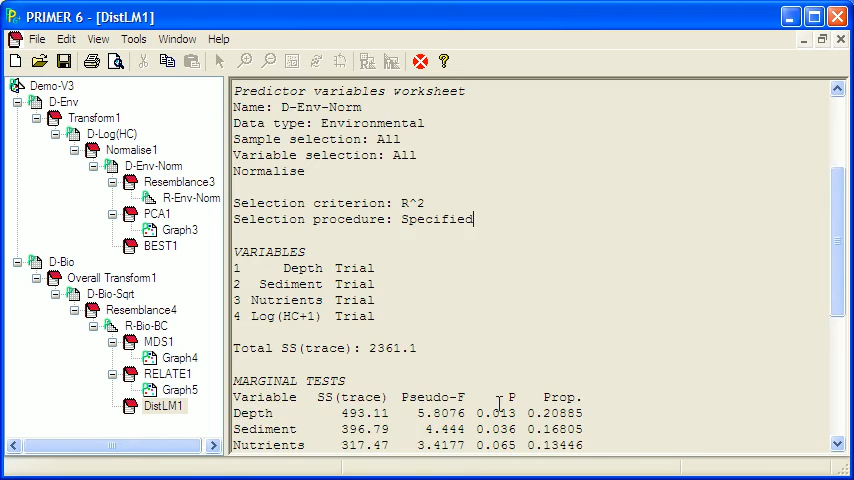 PRIMER 6 - [DistLM1]
File Edit View Tools Window Help
Demo-V3
D-Env
Transform1
D-Log(HC)
Normalise1
D-Env-Norm
Resemblance3
R-Env-Norm
PCA1
Graph3
BEST1
D-Bio
Overall Transform1
D-Bio-Sqrt
Resemblance4
R-Bio-BC
MDS1
Graph4
RELATE1
Graph5
DistLM1
Predictor variables worksheet
Name: D-Env-Norm
Data type: Environmental
Sample selection: All
Variable selection: All
Normalise
Selection criterion: R^2
Selection procedure: Specified
VARIABLES
1 Depth Trial
2 Sediment Trial
3 Nutrients Trial
4 Log(HC+1) Trial
Total SS(trace): 2361.1
MARGINAL TESTS
Variable SS(trace) Pseudo-F P Prop.
Depth 493.11 5.8076 0.013 0.20885
Sediment 396.79 4.444 0.036 0.16805
Nutrients 317.47 3.4177 0.065 0.13446